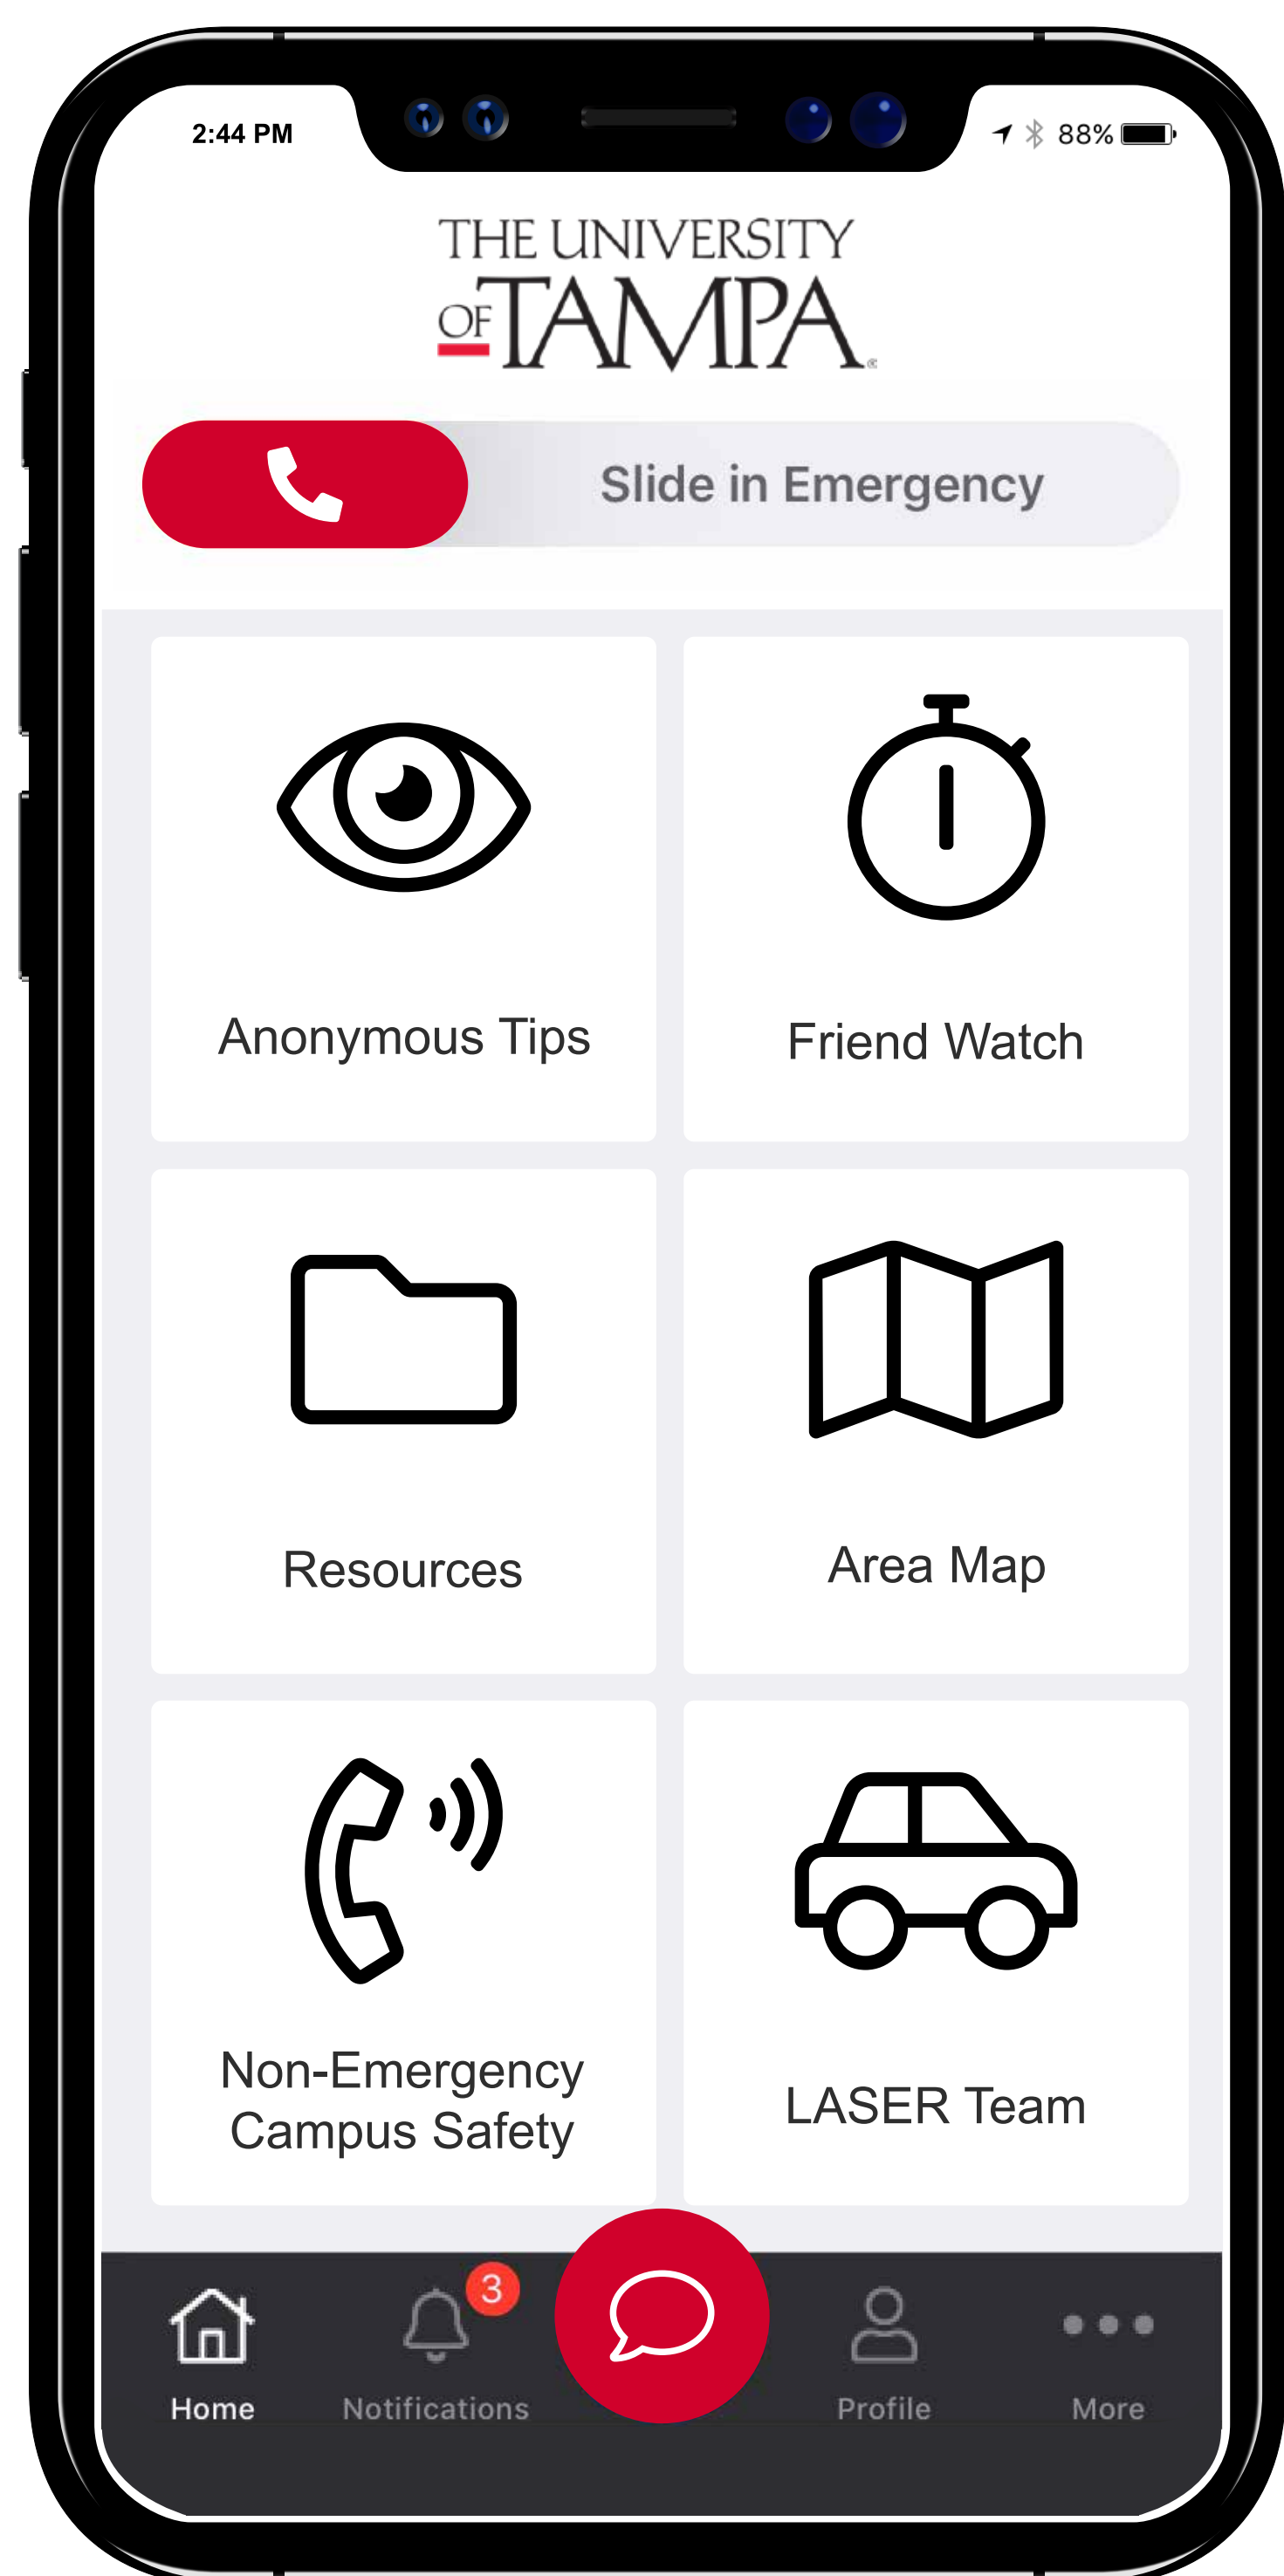 2:44 PM
88%
THE UNIVERSITY
OF TAMPA
Slide in Emergency
Anonymous Tips
Friend Watch
Resources
Area Map
Non-Emergency
Campus Safety
LASER Team
3
Home
Notifications
Profile
More